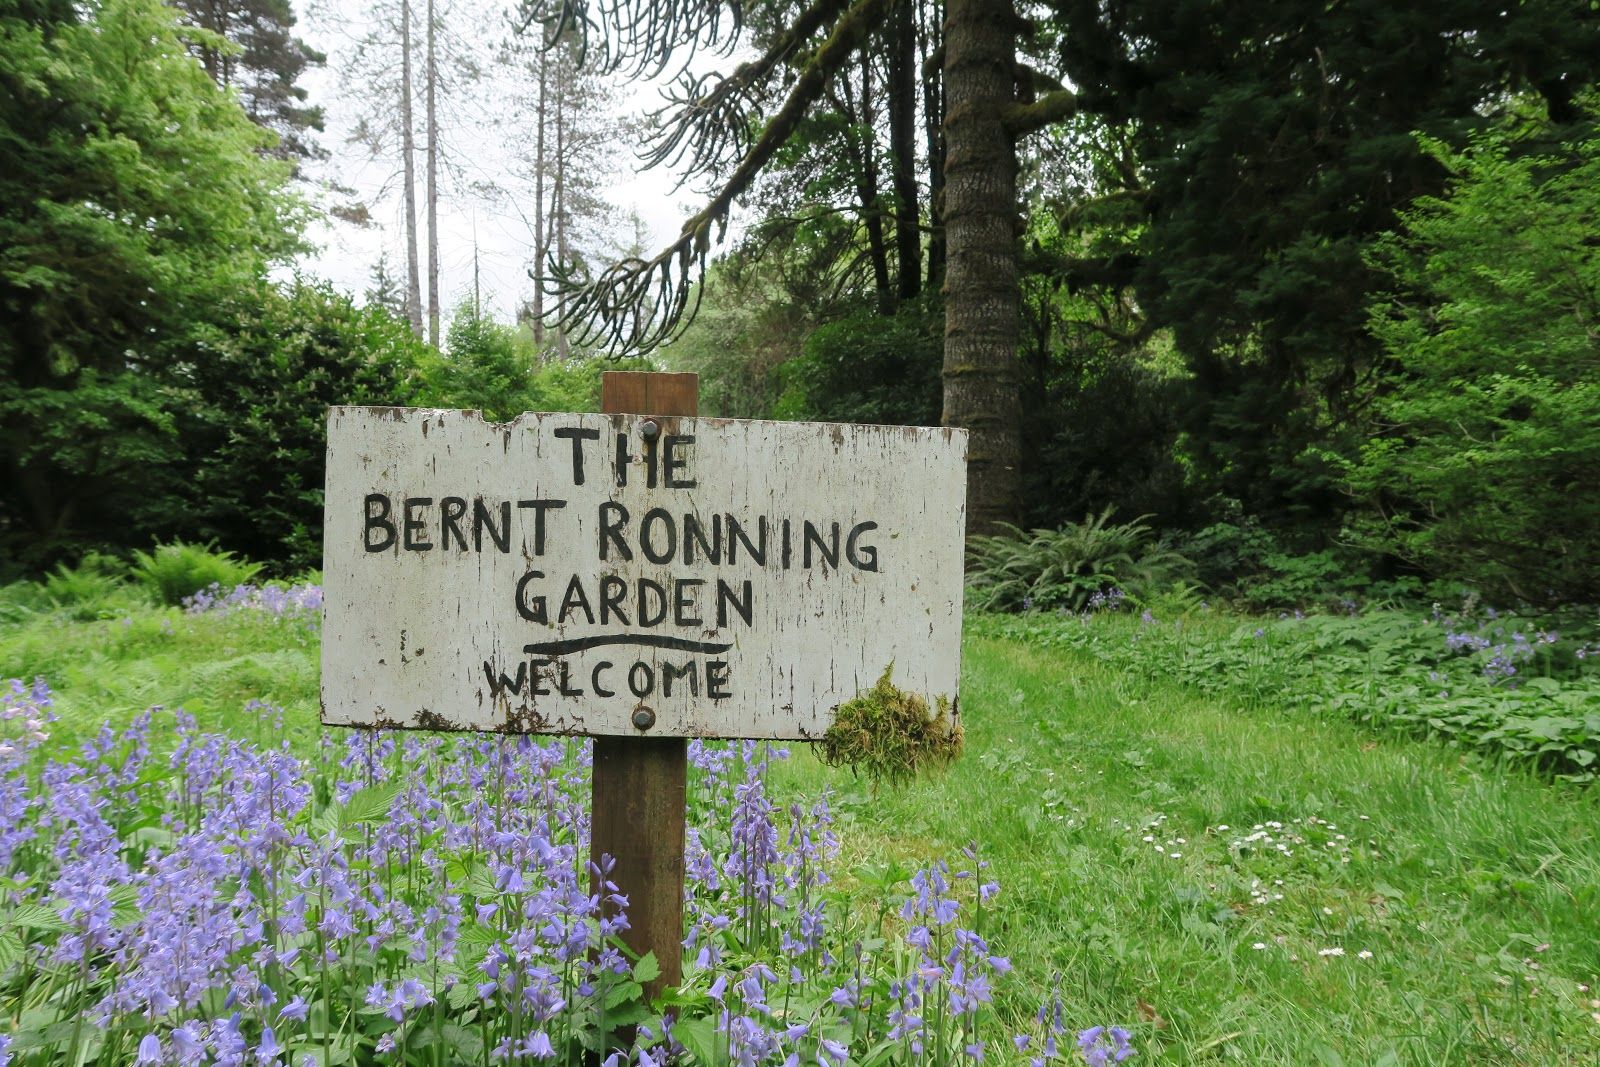 THE
BERNT RONNING
GARDEN
WELCOME